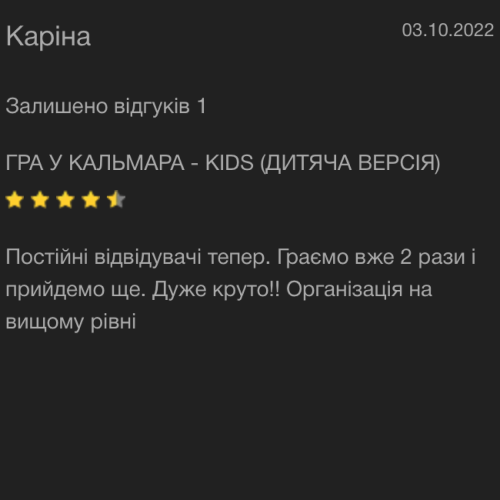 Каріна
03.10.2022
Залишено відгуків 1
ГРА У КАЛЬМАРА - KIDS (ДИТЯЧА ВЕРСІЯ)
Постійні відвідувачі тепер. Граємо вже 2 рази і
прийдемо ще. Дуже круто!! Організація на
вищому рівні